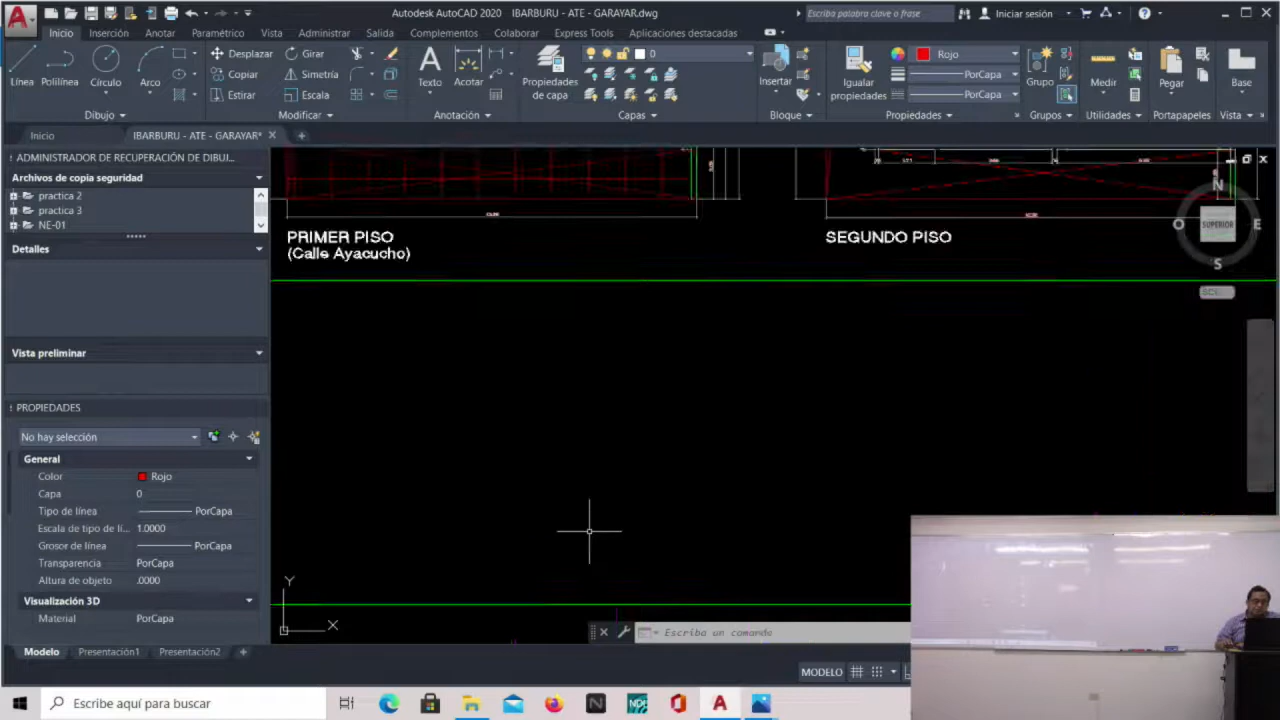 Autodesk AutoCAD 2020 IBARBURU - ATE - GARAYAR.dwg
Escriba palabra clave o frase
Iniciar sesión
Inicio Inserción Anotar Paramétrico Vista Administrar Salida Complementos Colaborar Express Tools Aplicaciones destacadas
Línea Polilínea Círculo Arco
Desplazar Girar
Copiar Simetría
Estirar Escala
Texto Acotar
Propiedades de capa
0
Insertar
Igualar propiedades
Rojo
PorCapa
PorCapa
Grupo
Medir
Pegar
Base
Dibujo Modificar Anotación Capas Bloque Propiedades Grupos Utilidades Portapapeles Vista
Inicio IBARBURU - ATE - GARAYAR*
ADMINISTRADOR DE RECUPERACIÓN DE DIBUJ...
Archivos de copia seguridad
practica 2
practica 3
NE-01
Detalles
Vista preliminar
PROPIEDADES
No hay selección
General
Color Rojo
Capa 0
Tipo de línea PorCapa
Escala de tipo de lí... 1.0000
Grosor de línea PorCapa
Transparencia PorCapa
Altura de objeto .0000
Visualización 3D
Material PorCapa
PRIMER PISO
(Calle Ayacucho)
SEGUNDO PISO
N
O SUPERIOR E
S
Y
X
Escriba un comando
Modelo Presentación1 Presentación2
MODELO
Escribe aquí para buscar